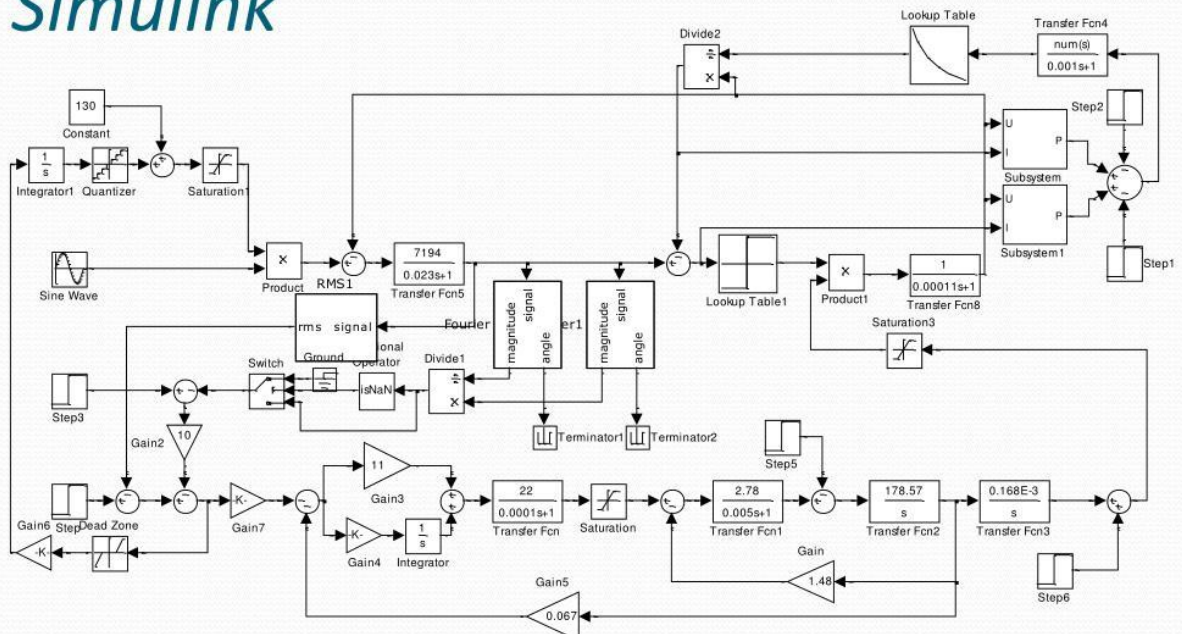 Simulink
Lookup Table
Transfer Fcn4
num(s)
0.001s+1
Divide2
÷
×
Step2
130
Constant
U
I
P
Subsystem
U
I
P
Subsystem1
Step1
1
s
Integrator1
Quantizer
Saturation1
Sine Wave
×
Product
RMS1
7194
0.023s+1
Transfer Fcn5
Lookup Table1
×
Product1
1
0.00011s+1
Transfer Fcn8
Saturation3
rms signal
Fourier
er1
magnitude
signal
angle
magnitude
signal
angle
Switch
Ground
ional
Operator
isNaN
Divide1
÷
×
Terminator1
Terminator2
Step3
Gain2
10
Step5
11
Gain3
Gain6
Step
Dead Zone
-K-
-K-
Gain7
-K-
Gain4
1
s
Integrator
22
0.0001s+1
Transfer Fcn
Saturation
2.78
0.005s+1
Transfer Fcn1
178.57
s
Transfer Fcn2
0.168E-3
s
Transfer Fcn3
Gain
1.48
Step6
Gain5
0.067